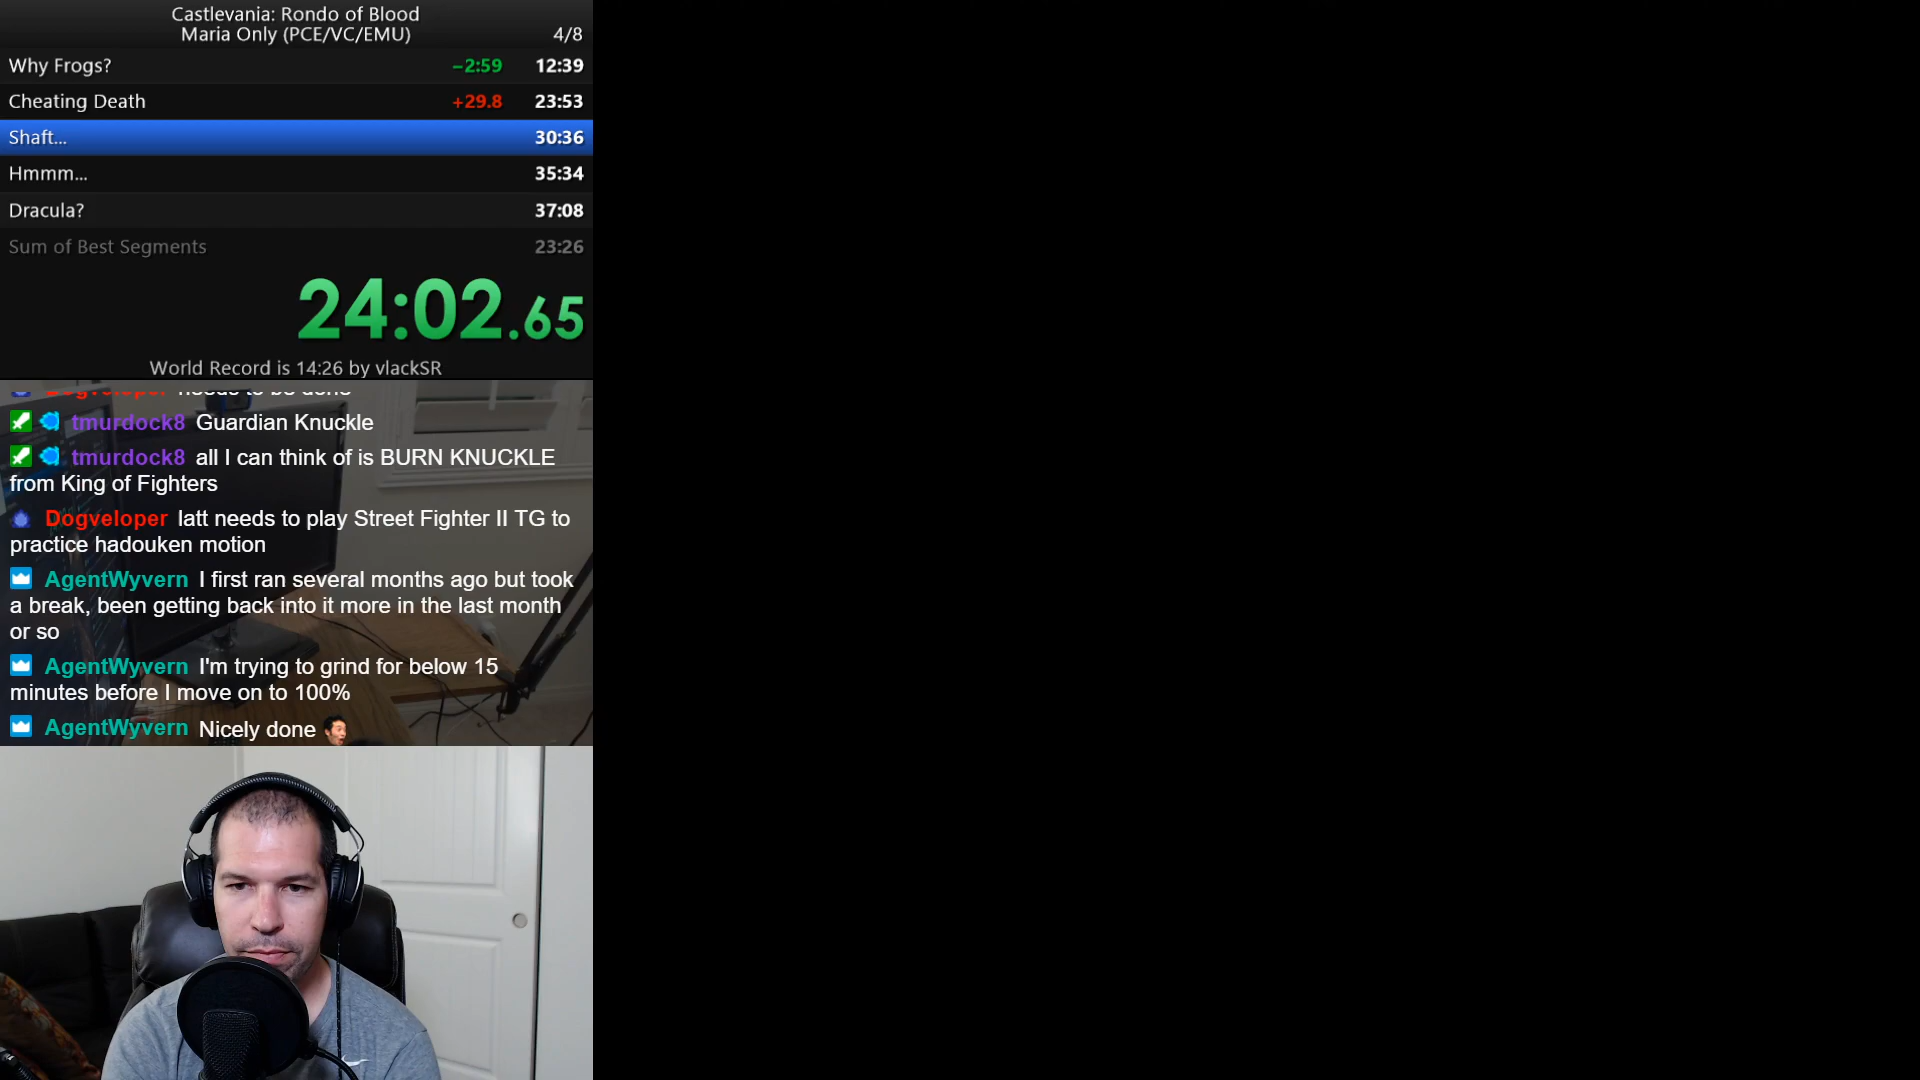 Castlevania: Rondo of Blood
Maria Only (PCE/VC/EMU) 4/8
Why Frogs? −2:59 12:39
Cheating Death +29.8 23:53
Shaft... 30:36
Hmmm... 35:34
Dracula? 37:08
Sum of Best Segments 23:26
24:02.65
World Record is 14:26 by vlackSR
Dogveloper needs to be done
tmurdock8 Guardian Knuckle
tmurdock8 all I can think of is BURN KNUCKLE
from King of Fighters
Dogveloper latt needs to play Street Fighter II TG to
practice hadouken motion
AgentWyvern I first ran several months ago but took
a break, been getting back into it more in the last month
or so
AgentWyvern I'm trying to grind for below 15
minutes before I move on to 100%
AgentWyvern Nicely done